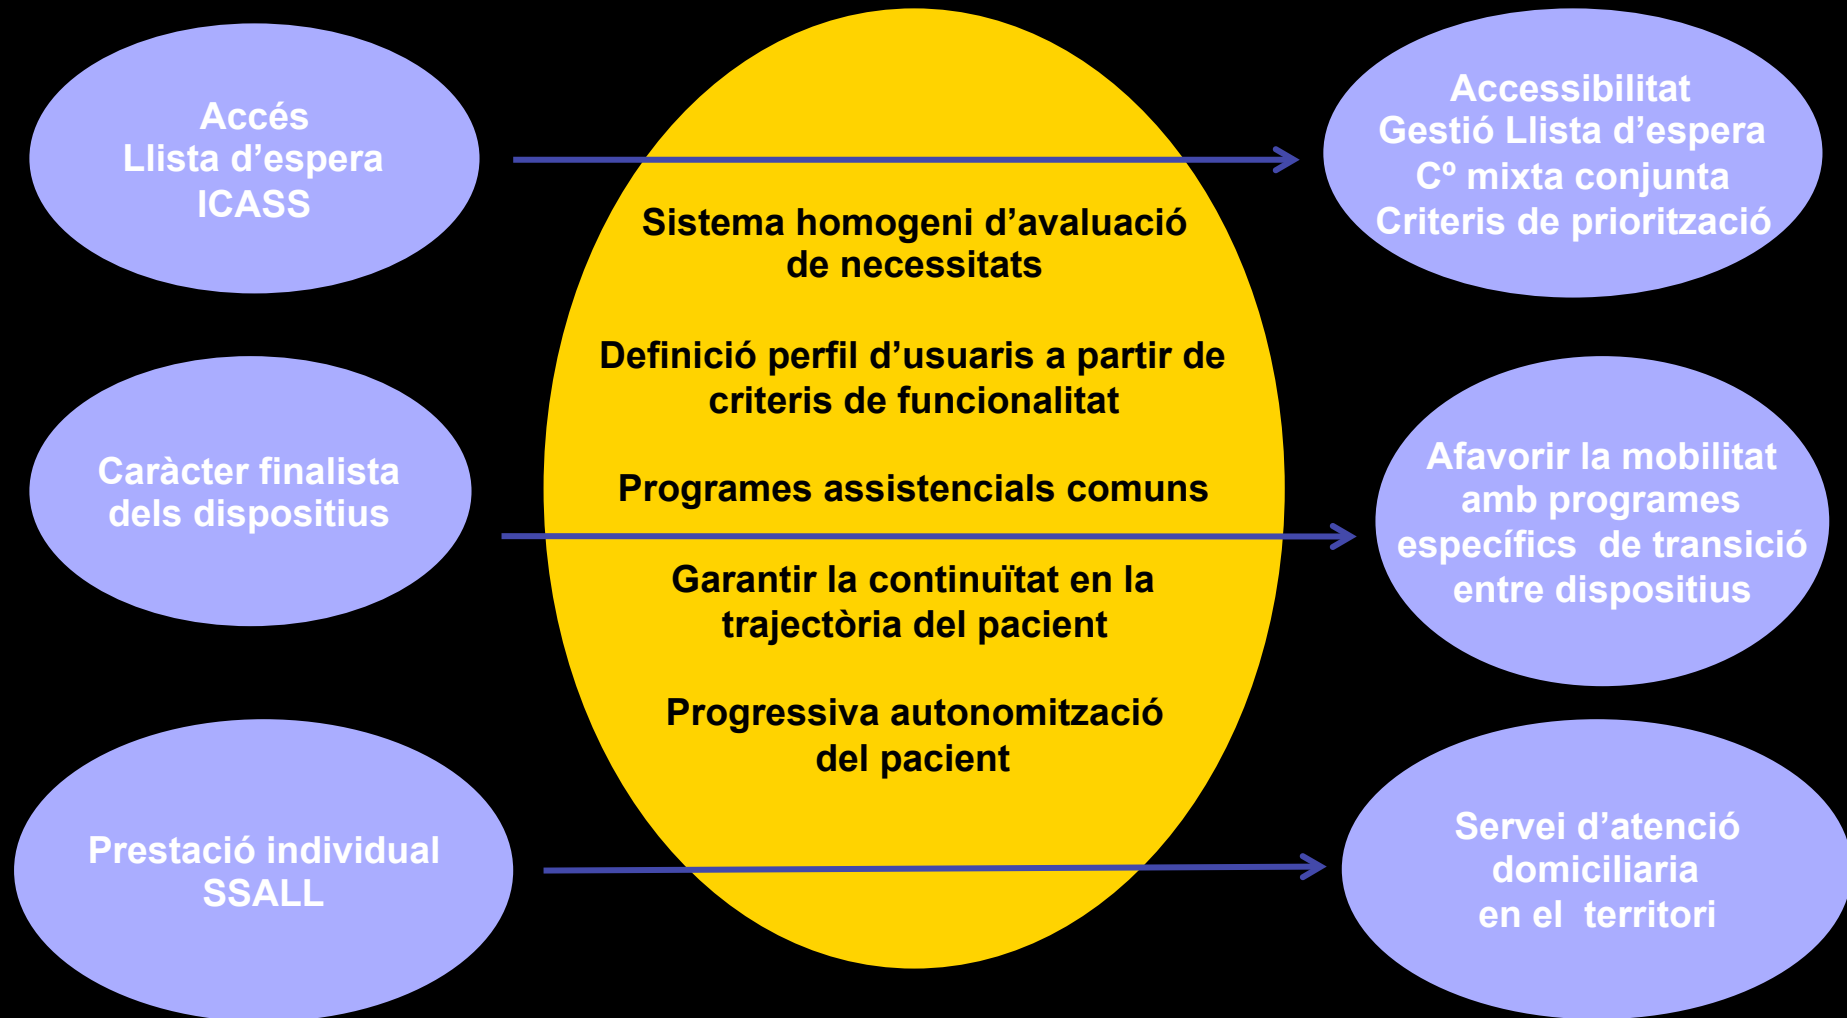 Accés
Llista d’espera
ICASS
Accessibilitat
Gestió Llista d’espera
Cº mixta conjunta
Criteris de priorització
Sistema homogeni d’avaluació
de necessitats
Definició perfil d’usuaris a partir de
criteris de funcionalitat
Programes assistencials comuns
Garantir la continuïtat en la
trajectòria del pacient
Progressiva autonomització
del pacient
Caràcter finalista
dels dispositius
Afavorir la mobilitat
amb programes
específics de transició
entre dispositius
Prestació individual
SSALL
Servei d’atenció
domiciliaria
en el territori